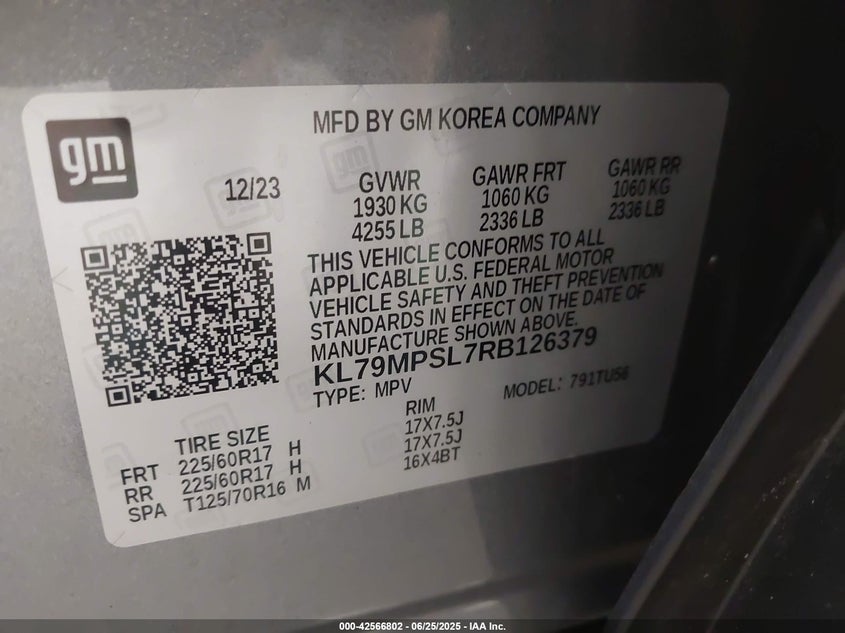 gm
MFD BY GM KOREA COMPANY
12/23
GVWR GAWR FRT GAWR RR
1930 KG 1060 KG 1060 KG
4255 LB 2336 LB 2336 LB
THIS VEHICLE CONFORMS TO ALL
APPLICABLE U.S. FEDERAL MOTOR
VEHICLE SAFETY AND THEFT PREVENTION
STANDARDS IN EFFECT ON THE DATE OF
MANUFACTURE SHOWN ABOVE.
KL79MPSL7RB126379
TYPE: MPV MODEL: 791TU56
TIRE SIZE RIM
FRT 225/60R17 H 17X7.5J
RR 225/60R17 H 17X7.5J
SPA T125/70R16 M 16X4BT
000-42566802 - 06/25/2025 - IAA Inc.